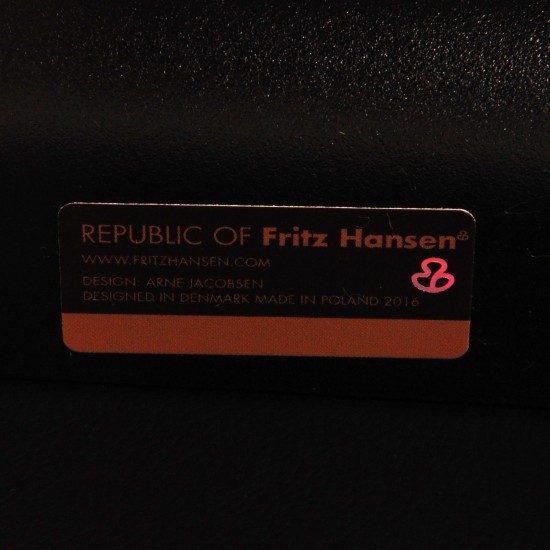 REPUBLIC OF Fritz Hansen
WWW.FRITZHANSEN.COM
DESIGN: ARNE JACOBSEN
DESIGNED IN DENMARK MADE IN POLAND 2016